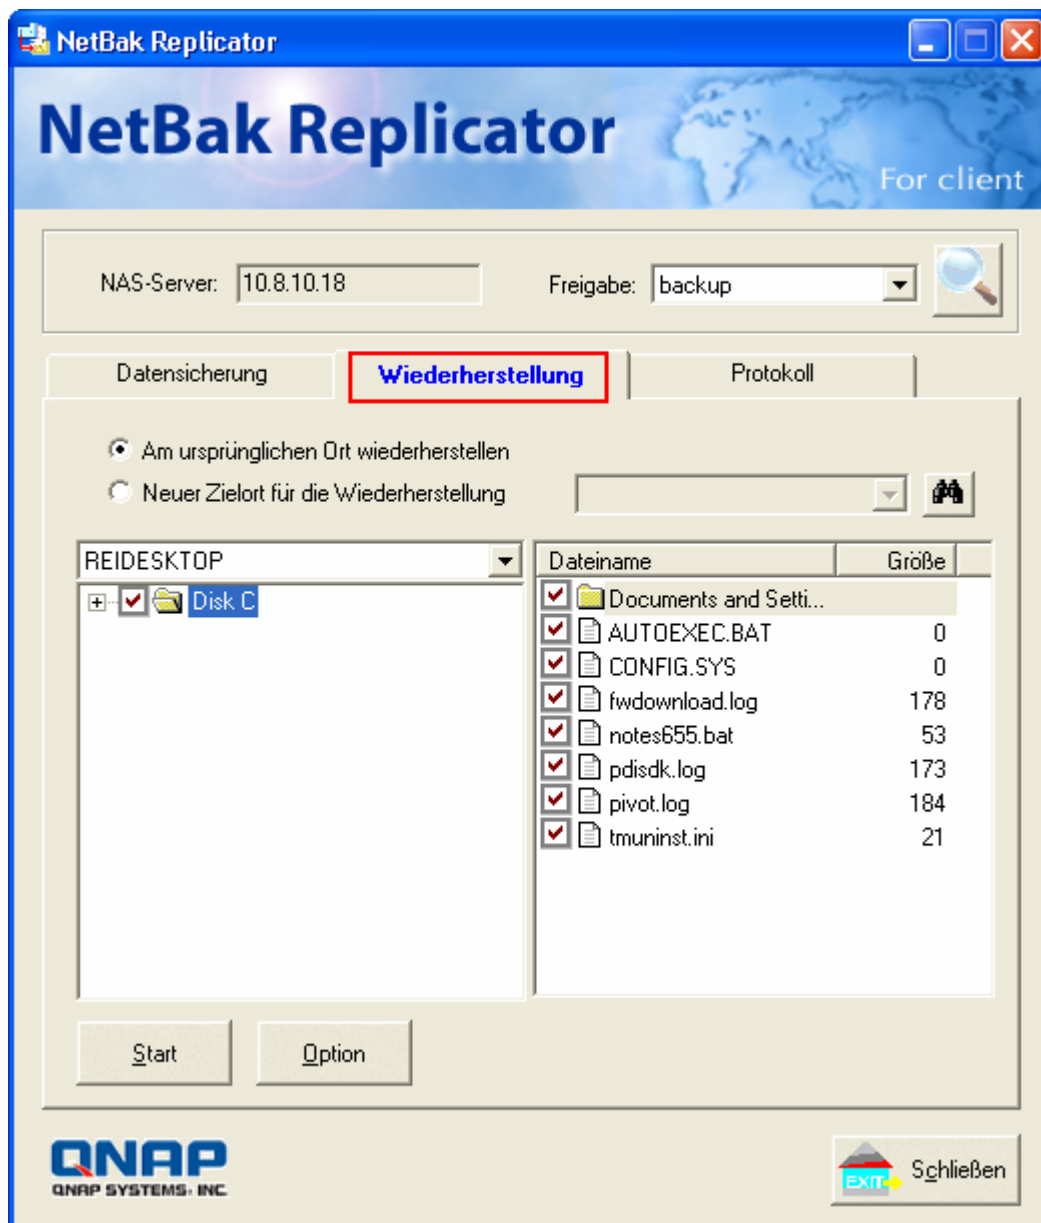 NetBak Replicator
NetBak Replicator
For client
NAS-Server: 10.8.10.18 Freigabe: backup
Datensicherung Wiederherstellung Protokoll
Am ursprünglichen Ort wiederherstellen
Neuer Zielort für die Wiederherstellung
REIDESKTOP
Disk C
Dateiname Größe
Documents and Setti...
AUTOEXEC.BAT 0
CONFIG.SYS 0
fwdownload.log 178
notes655.bat 53
pdisdk.log 173
pivot.log 184
tmuninst.ini 21
Start Option
QNAP
QNAP SYSTEMS, INC.
EXIT Schließen